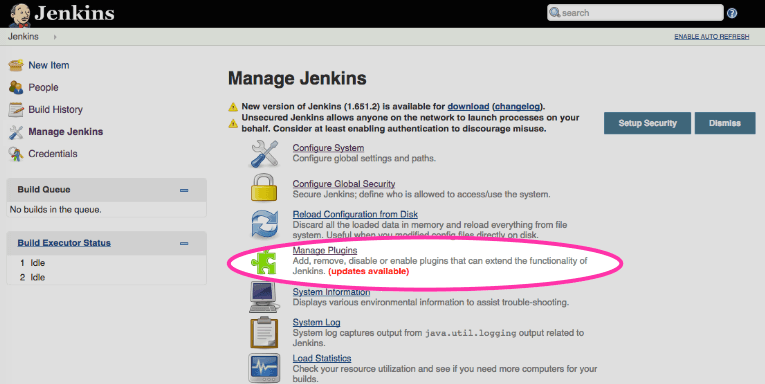 Jenkins
search
Jenkins
ENABLE AUTO REFRESH
New Item
People
Build History
Manage Jenkins
Credentials
Build Queue
No builds in the queue.
Build Executor Status
1 Idle
2 Idle
Manage Jenkins
New version of Jenkins (1.651.2) is available for download (changelog).
Unsecured Jenkins allows anyone on the network to launch processes on your
behalf. Consider at least enabling authentication to discourage misuse.
Setup Security
Dismiss
Configure System
Configure global settings and paths.
Configure Global Security
Secure Jenkins; define who is allowed to access/use the system.
Reload Configuration from Disk
Discard all the loaded data in memory and reload everything from file
system. Useful when you modified config files directly on disk.
Manage Plugins
Add, remove, disable or enable plugins that can extend the functionality of
Jenkins. (updates available)
System Information
Displays various environmental information to assist trouble-shooting.
System Log
System log captures output from java.util.logging output related to
Jenkins.
Load Statistics
Check your resource utilization and see if you need more computers for your
builds.